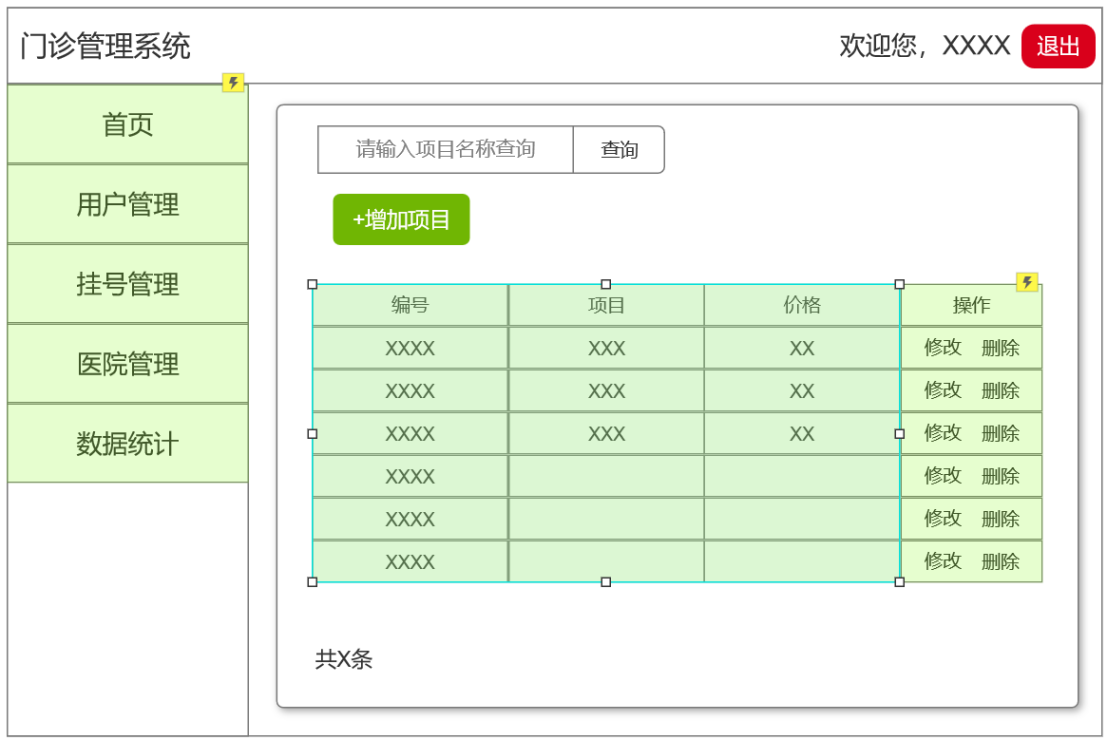 门诊管理系统
欢迎您，XXXX 退出
首页
用户管理
挂号管理
医院管理
数据统计
请输入项目名称查询 查询
+增加项目
编号 项目 价格 操作
XXXX XXX XX 修改 删除
XXXX XXX XX 修改 删除
XXXX XXX XX 修改 删除
XXXX 修改 删除
XXXX 修改 删除
XXXX 修改 删除
共X条